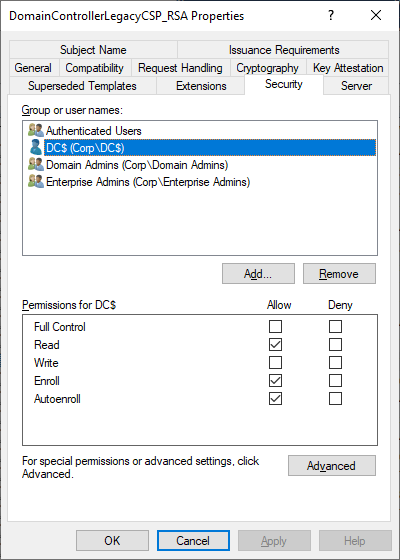 DomainControllerLegacyCSP_RSA Properties ? ×
Subject Name Issuance Requirements
General Compatibility Request Handling Cryptography Key Attestation
Superseded Templates Extensions Security Server
Group or user names:
Authenticated Users
DC$ (Corp\DC$)
Domain Admins (Corp\Domain Admins)
Enterprise Admins (Corp\Enterprise Admins)
Add... Remove
Permissions for DC$ Allow Deny
Full Control
Read
Write
Enroll
Autoenroll
For special permissions or advanced settings, click
Advanced.
Advanced
OK Cancel Apply Help